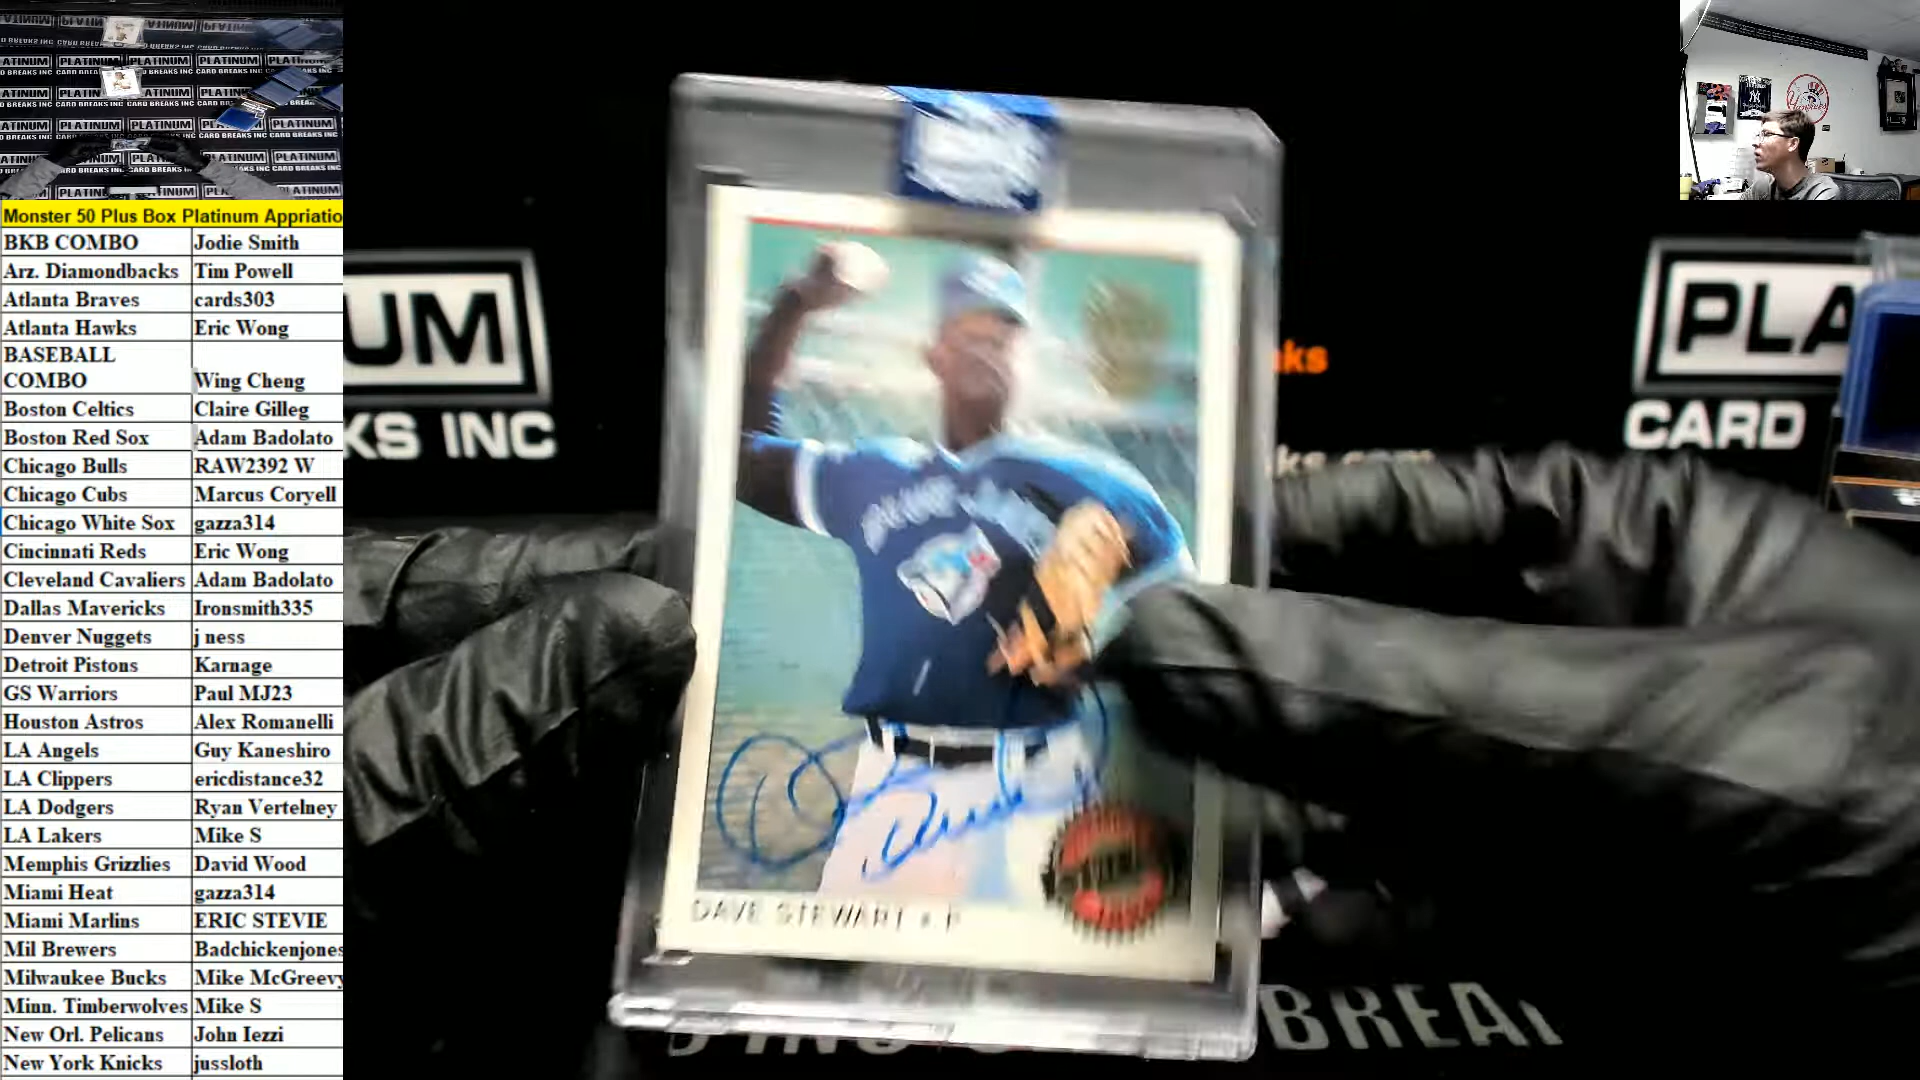 Monster 50 Plus Box Platinum Appriatio
BKB COMBO Jodie Smith
Arz. Diamondbacks Tim Powell
Atlanta Braves cards303
Atlanta Hawks Eric Wong
BASEBALL
COMBO Wing Cheng
Boston Celtics Claire Gilleg
Boston Red Sox Adam Badolato
Chicago Bulls RAW2392 W
Chicago Cubs Marcus Coryell
Chicago White Sox gazza314
Cincinnati Reds Eric Wong
Cleveland Cavaliers Adam Badolato
Dallas Mavericks Ironsmith335
Denver Nuggets j ness
Detroit Pistons Karnage
GS Warriors Paul MJ23
Houston Astros Alex Romanelli
LA Angels Guy Kaneshiro
LA Clippers ericdistance32
LA Dodgers Ryan Vertelney
LA Lakers Mike S
Memphis Grizzlies David Wood
Miami Heat gazza314
Miami Marlins ERIC STEVIE
Mil Brewers Badchickenjones
Milwaukee Bucks Mike McGreevy
Minn. Timberwolves Mike S
New Orl. Pelicans John Iezzi
New York Knicks jussloth
UM
KS INC
DAVE STEWART • P
aks
ks.com
PLA
CARD
BREA